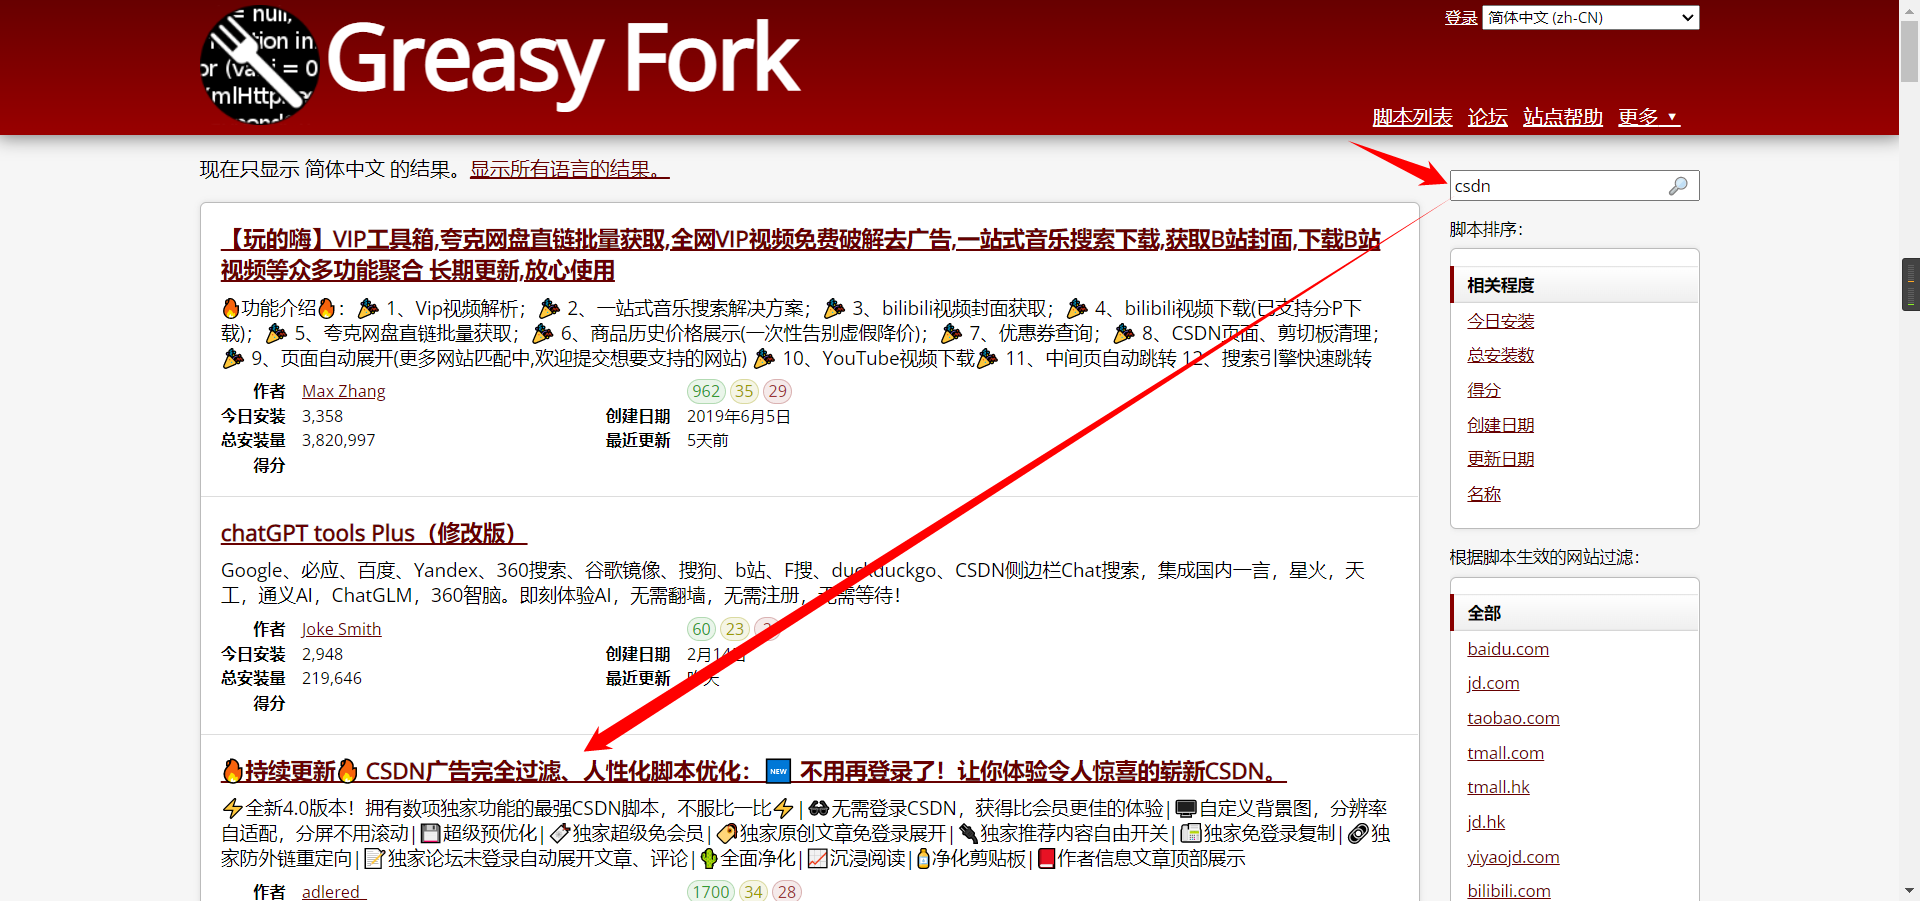 null,
tion in
or (va i = 0
mlHttp
Greasy Fork
登录 简体中文 (zh-CN)
脚本列表 论坛 站点帮助 更多 ▼
现在只显示 简体中文 的结果。显示所有语言的结果。
csdn
【玩的嗨】VIP工具箱,夸克网盘直链批量获取,全网VIP视频免费破解去广告,一站式音乐搜索下载,获取B站封面,下载B站
视频等众多功能聚合 长期更新,放心使用
🔥功能介绍🔥：🎉 1、Vip视频解析；🎉 2、一站式音乐搜索解决方案；🎉 3、bilibili视频封面获取；🎉 4、bilibili视频下载(已支持分P下
载)；🎉 5、夸克网盘直链批量获取；🎉 6、商品历史价格展示(一次性告别虚假降价)；🎉 7、优惠券查询；🎉 8、CSDN页面、剪切板清理；
🎉 9、页面自动展开(更多网站匹配中,欢迎提交想要支持的网站) 🎉 10、YouTube视频下载🎉 11、中间页自动跳转 12、搜索引擎快速跳转
作者 Max Zhang 962 35 29
今日安装 3,358 创建日期 2019年6月5日
总安装量 3,820,997 最近更新 5天前
得分
chatGPT tools Plus（修改版）
Google、必应、百度、Yandex、360搜索、谷歌镜像、搜狗、b站、F搜、duckduckgo、CSDN侧边栏Chat搜索，集成国内一言，星火，天
工，通义AI，ChatGLM，360智脑。即刻体验AI，无需翻墙，无需注册，无需等待！
作者 Joke Smith 60 23
今日安装 2,948 创建日期 2月14日
总安装量 219,646 最近更新 昨天
得分
🔥持续更新🔥 CSDN广告完全过滤、人性化脚本优化：🆕 不用再登录了！让你体验令人惊喜的崭新CSDN。
⚡全新4.0版本！拥有数项独家功能的最强CSDN脚本，不服比一比⚡|🕶无需登录CSDN，获得比会员更佳的体验|🖥自定义背景图，分辨率
自适配，分屏不用滚动|💾超级预优化|🏷独家超级免会员|🏷独家原创文章免登录展开|🔌独家推荐内容自由开关|📠独家免登录复制|🔗独
家防外链重定向|📝独家论坛未登录自动展开文章、评论|🌵全面净化|📈沉浸阅读|🧴净化剪贴板|📕作者信息文章顶部展示
作者 adlered 1700 34 28
脚本排序：
相关程度
今日安装
总安装数
得分
创建日期
更新日期
名称
根据脚本生效的网站过滤：
全部
baidu.com
jd.com
taobao.com
tmall.com
tmall.hk
jd.hk
yiyaojd.com
bilibili.com